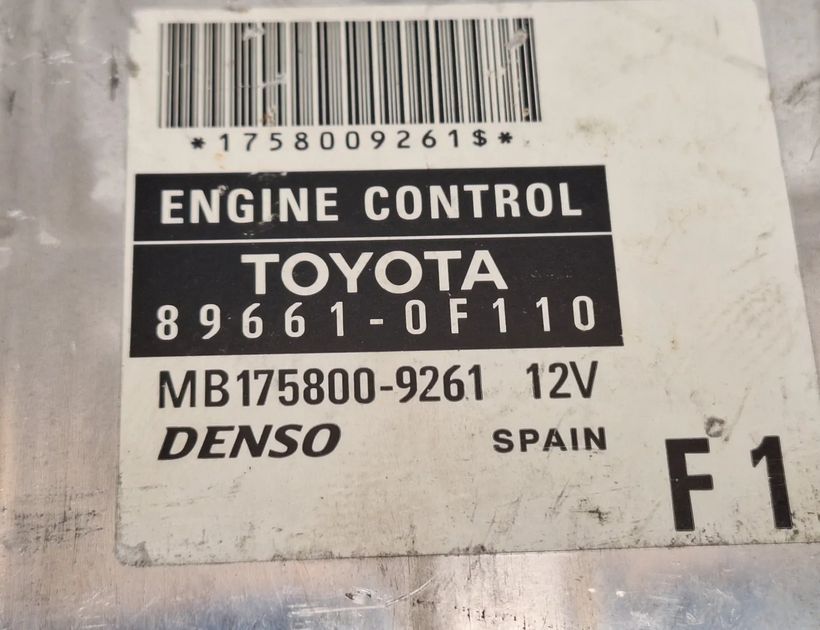 *1758009261$*
ENGINE CONTROL
TOYOTA
89661-0F110
MB175800-9261 12V
DENSO SPAIN
F1